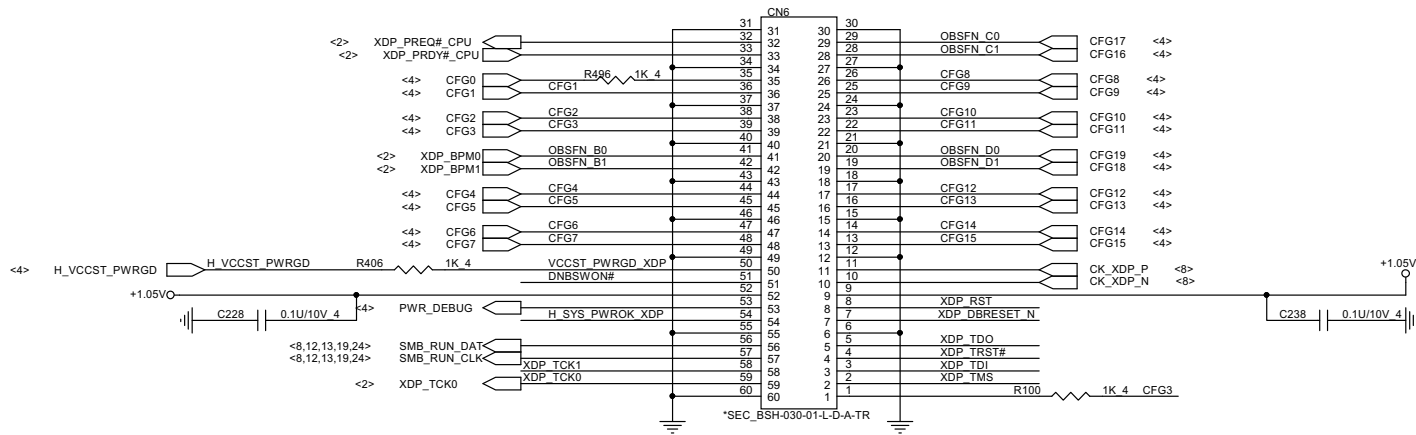 CN6
31 31 30 30
<2> XDP_PREQ#_CPU 32 32 29 29 OBSFN_C0 CFG17 <4>
<2> XDP_PRDY#_CPU 33 33 28 28 OBSFN_C1 CFG16 <4>
34 34 27 27
<4> CFG0 R496 1K_4 35 35 26 26 CFG8 CFG8 <4>
<4> CFG1 CFG1 36 36 25 25 CFG9 CFG9 <4>
37 37 24 24
<4> CFG2 CFG2 38 38 23 23 CFG10 CFG10 <4>
<4> CFG3 CFG3 39 39 22 22 CFG11 CFG11 <4>
40 40 21 21
<2> XDP_BPM0 OBSFN_B0 41 41 20 20 OBSFN_D0 CFG19 <4>
<2> XDP_BPM1 OBSFN_B1 42 42 19 19 OBSFN_D1 CFG18 <4>
43 43 18 18
<4> CFG4 CFG4 44 44 17 17 CFG12 CFG12 <4>
<4> CFG5 CFG5 45 45 16 16 CFG13 CFG13 <4>
46 46 15 15
<4> CFG6 CFG6 47 47 14 14 CFG14 CFG14 <4>
<4> CFG7 CFG7 48 48 13 13 CFG15 CFG15 <4>
49 49 12 12
<4> H_VCCST_PWRGD H_VCCST_PWRGD R406 1K_4 VCCST_PWRGD_XDP 50 50 11 11 CK_XDP_P <8>
DNBSWON# 51 51 10 10 CK_XDP_N <8>
+1.05V 52 52 9 9 +1.05V
<4> PWR_DEBUG 53 53 8 8 XDP_RST
C228 0.1U/10V_4 H_SYS_PWROK_XDP 54 54 7 7 XDP_DBRESET_N C238 0.1U/10V_4
55 55 6 6
<8,12,13,19,24> SMB_RUN_DAT 56 56 5 5 XDP_TDO
<8,12,13,19,24> SMB_RUN_CLK 57 57 4 4 XDP_TRST#
XDP_TCK1 58 58 3 3 XDP_TDI
<2> XDP_TCK0 XDP_TCK0 59 59 2 2 XDP_TMS
60 60 1 1 R100 1K_4 CFG3
*SEC_BSH-030-01-L-D-A-TR